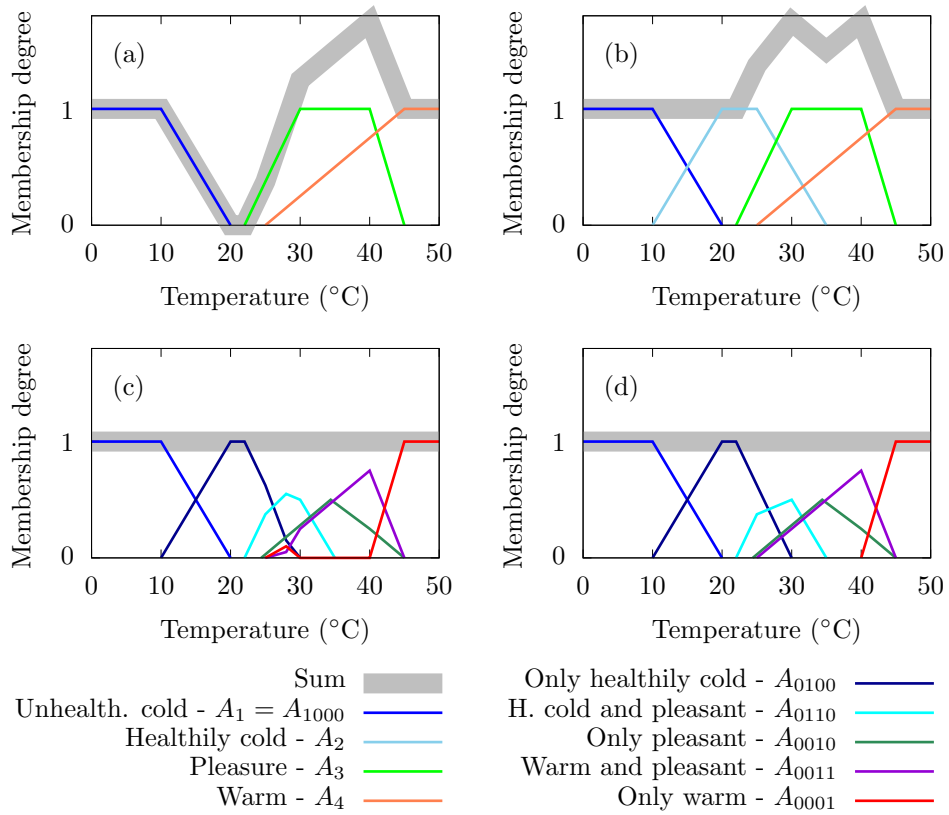 Membership degree
(a)
1
0
0 10 20 30 40 50
Temperature (°C)
Membership degree
(b)
1
0
0 10 20 30 40 50
Temperature (°C)
Membership degree
(c)
1
0
0 10 20 30 40 50
Temperature (°C)
Membership degree
(d)
1
0
0 10 20 30 40 50
Temperature (°C)
Sum
Unhealth. cold - A₁ = A₁₀₀₀
Healthily cold - A₂
Pleasure - A₃
Warm - A₄
Only healthily cold - A₀₁₀₀
H. cold and pleasant - A₀₁₁₀
Only pleasant - A₀₀₁₀
Warm and pleasant - A₀₀₁₁
Only warm - A₀₀₀₁